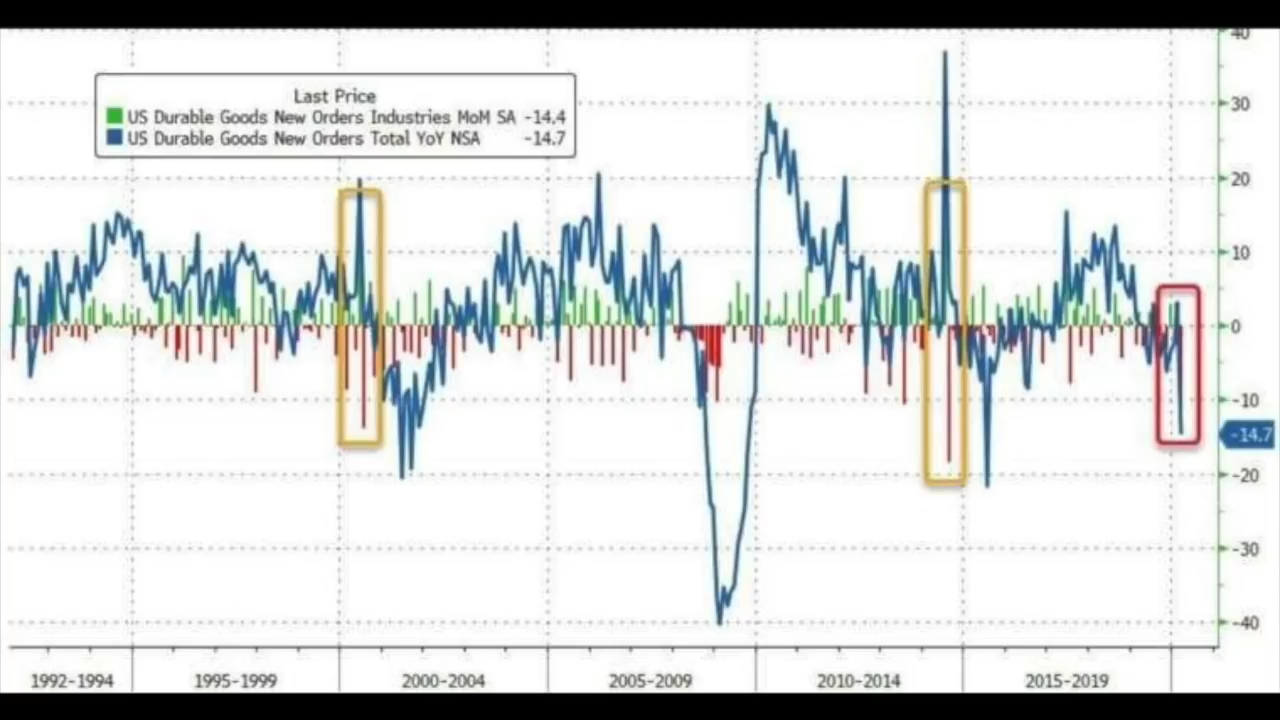 40
Last Price
US Durable Goods New Orders Industries MoM SA -14.4
US Durable Goods New Orders Total YoY NSA -14.7
30
20
10
0
-10
-14.7
-20
-30
-40
1992-1994 1995-1999 2000-2004 2005-2009 2010-2014 2015-2019